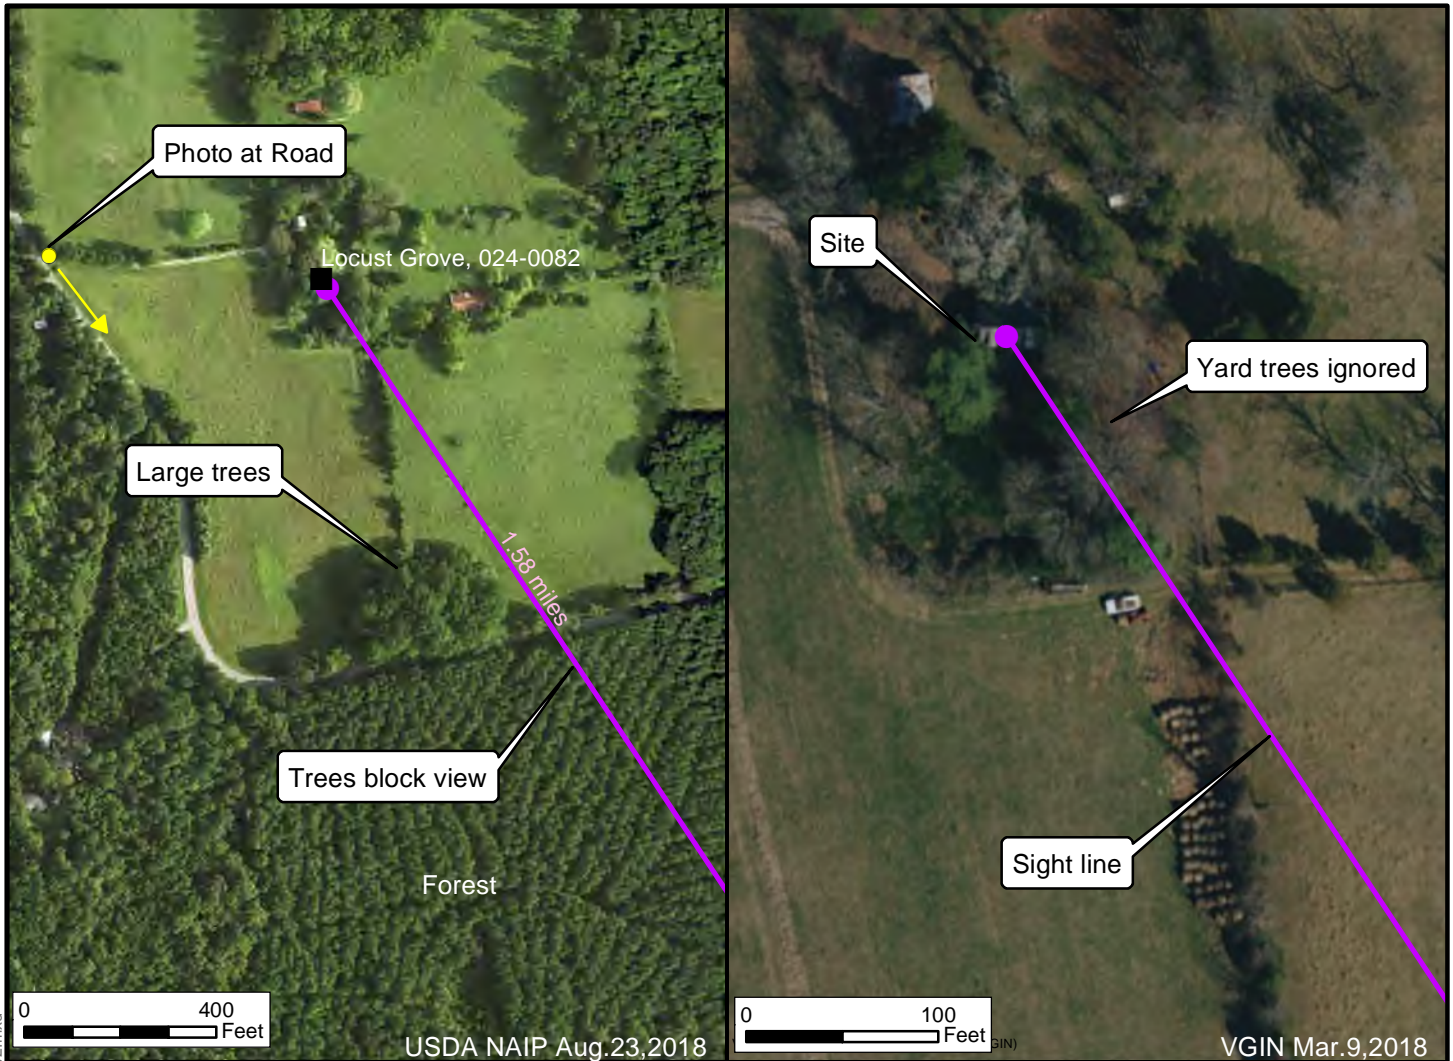 Photo at Road
Locust Grove, 024-0082
Large trees
1.58 miles
Trees block view
Forest
0 400
Feet
USDA NAIP Aug.23,2018
Site
Yard trees ignored
Sight line
0 100
Feet
GIN)
VGIN Mar.9,2018